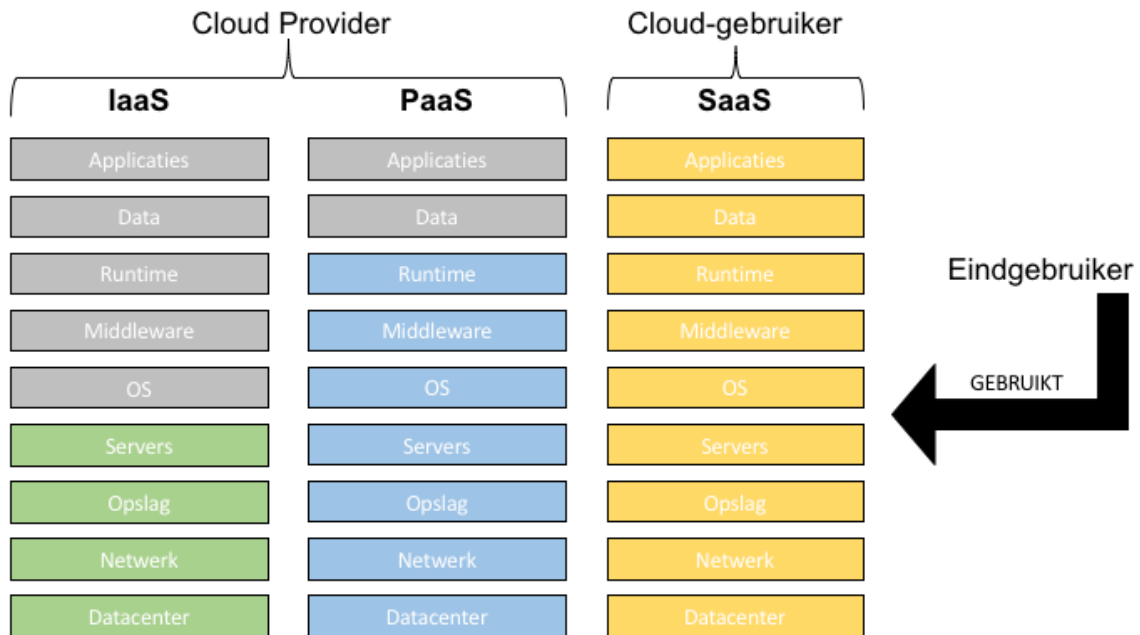 Cloud Provider
Cloud-gebruiker
IaaS
PaaS
SaaS
Applicaties
Applicaties
Applicaties
Data
Data
Data
Runtime
Runtime
Runtime
Eindgebruiker
Middleware
Middleware
Middleware
OS
OS
OS
GEBRUIKT
Servers
Servers
Servers
Opslag
Opslag
Opslag
Netwerk
Netwerk
Netwerk
Datacenter
Datacenter
Datacenter